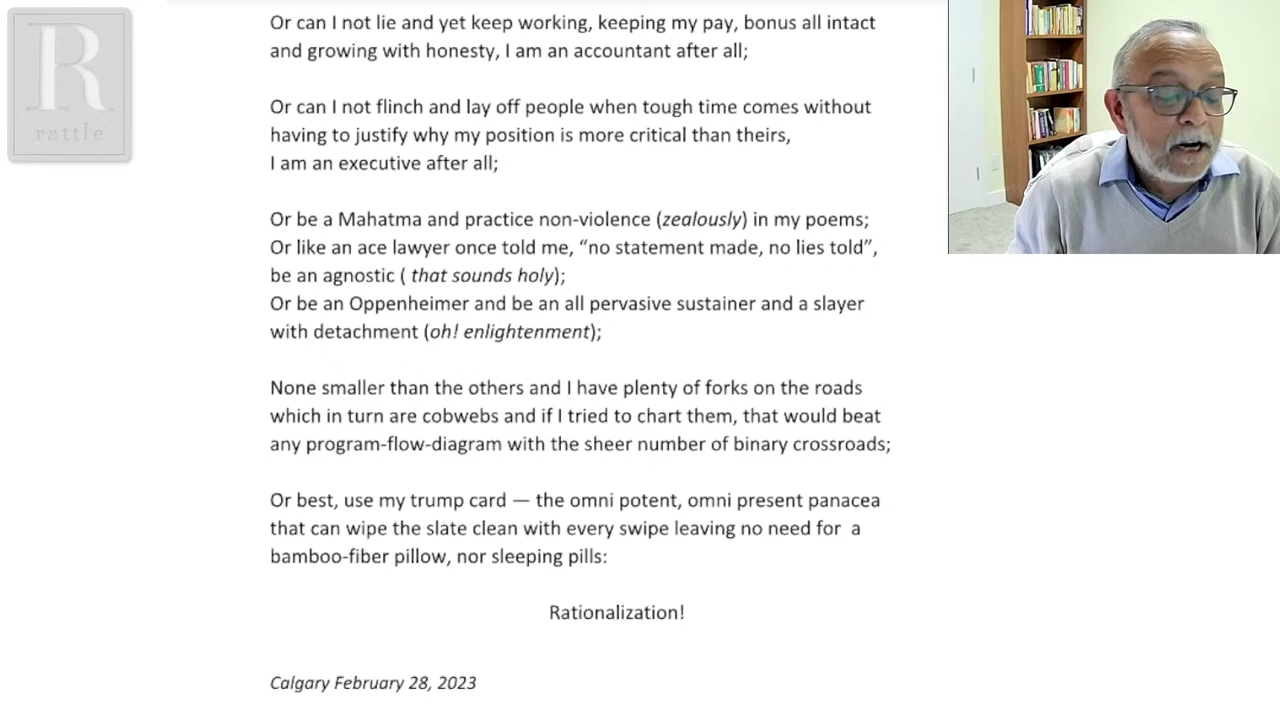 R
rattle
Or can I not lie and yet keep working, keeping my pay, bonus all intact
and growing with honesty, I am an accountant after all;
Or can I not flinch and lay off people when tough time comes without
having to justify why my position is more critical than theirs,
I am an executive after all;
Or be a Mahatma and practice non-violence (zealously) in my poems;
Or like an ace lawyer once told me, “no statement made, no lies told”,
be an agnostic ( that sounds holy);
Or be an Oppenheimer and be an all pervasive sustainer and a slayer
with detachment (oh! enlightenment);
None smaller than the others and I have plenty of forks on the roads
which in turn are cobwebs and if I tried to chart them, that would beat
any program-flow-diagram with the sheer number of binary crossroads;
Or best, use my trump card — the omni potent, omni present panacea
that can wipe the slate clean with every swipe leaving no need for  a
bamboo-fiber pillow, nor sleeping pills:
Rationalization!
Calgary February 28, 2023